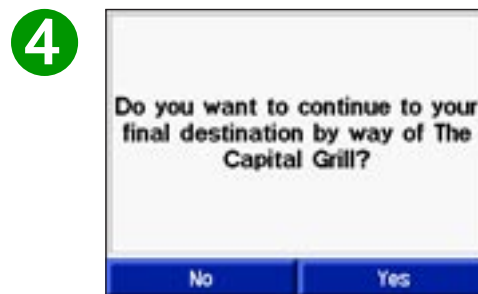 4
Do you want to continue to your
final destination by way of The
Capital Grill?
No Yes